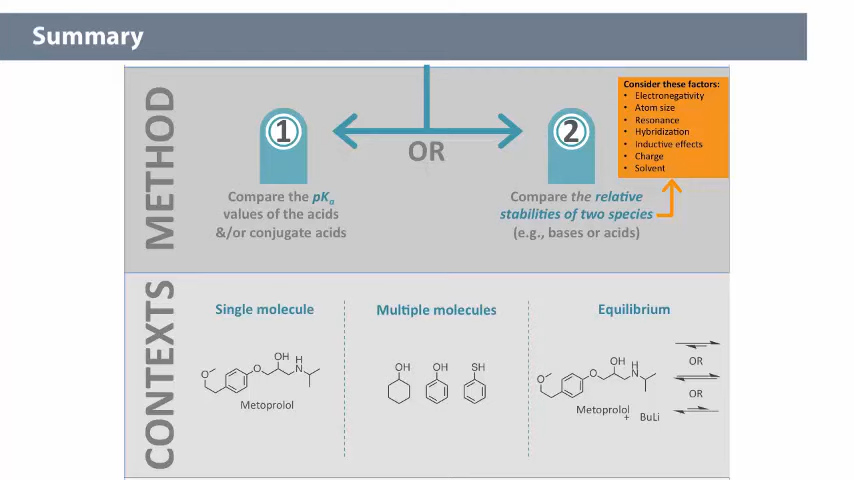 Summary
METHOD
1
OR
2
Compare the pKa
values of the acids
&/or conjugate acids
Compare the relative
stabilities of two species
(e.g., bases or acids)
Consider these factors:
• Electronegativity
• Atom size
• Resonance
• Hybridization
• Inductive effects
• Charge
• Solvent
CONTEXTS
Single molecule
O
O
OH
H
N
Metoprolol
Multiple molecules
OH
OH
SH
Equilibrium
O
O
OH
H
N
Metoprolol
+ BuLi
OR
OR